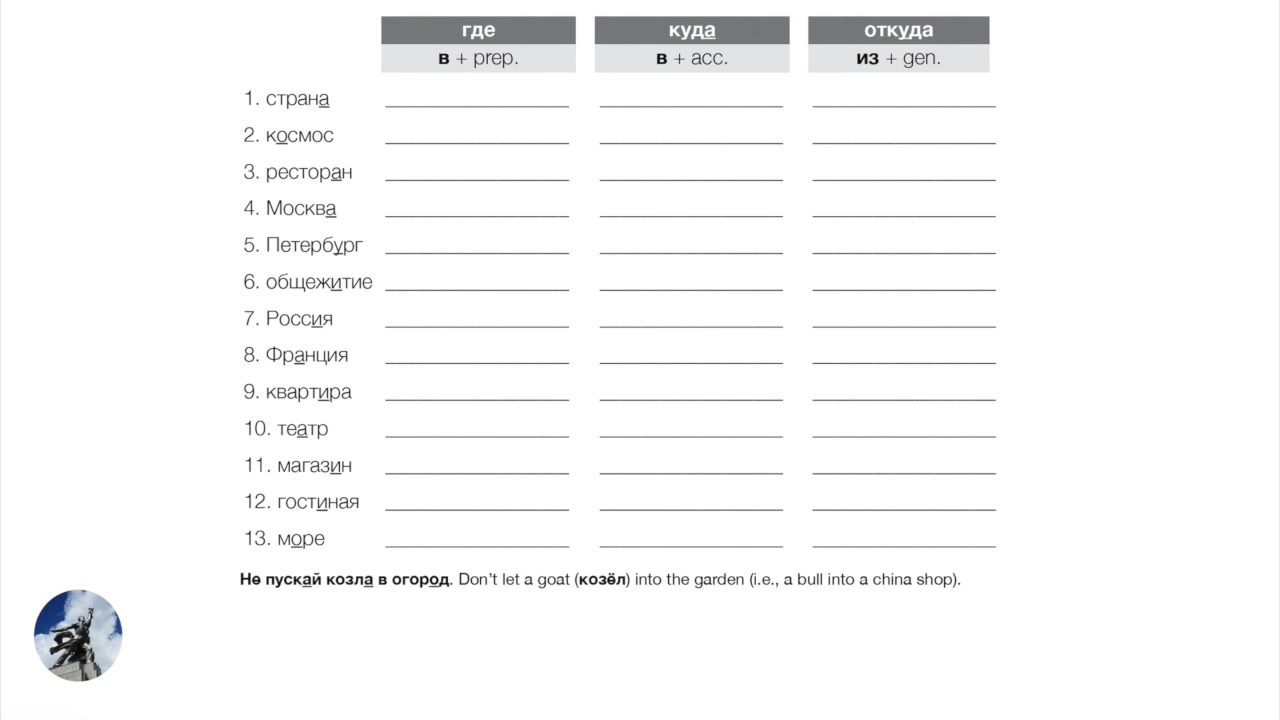 где куда откуда
в + prep. в + acc. из + gen.
1. страна
2. космос
3. ресторан
4. Москва
5. Петербург
6. общежитие
7. Россия
8. Франция
9. квартира
10. театр
11. магазин
12. гостиная
13. море
Не пускай козла в огород. Don't let a goat (козёл) into the garden (i.e., a bull into a china shop).